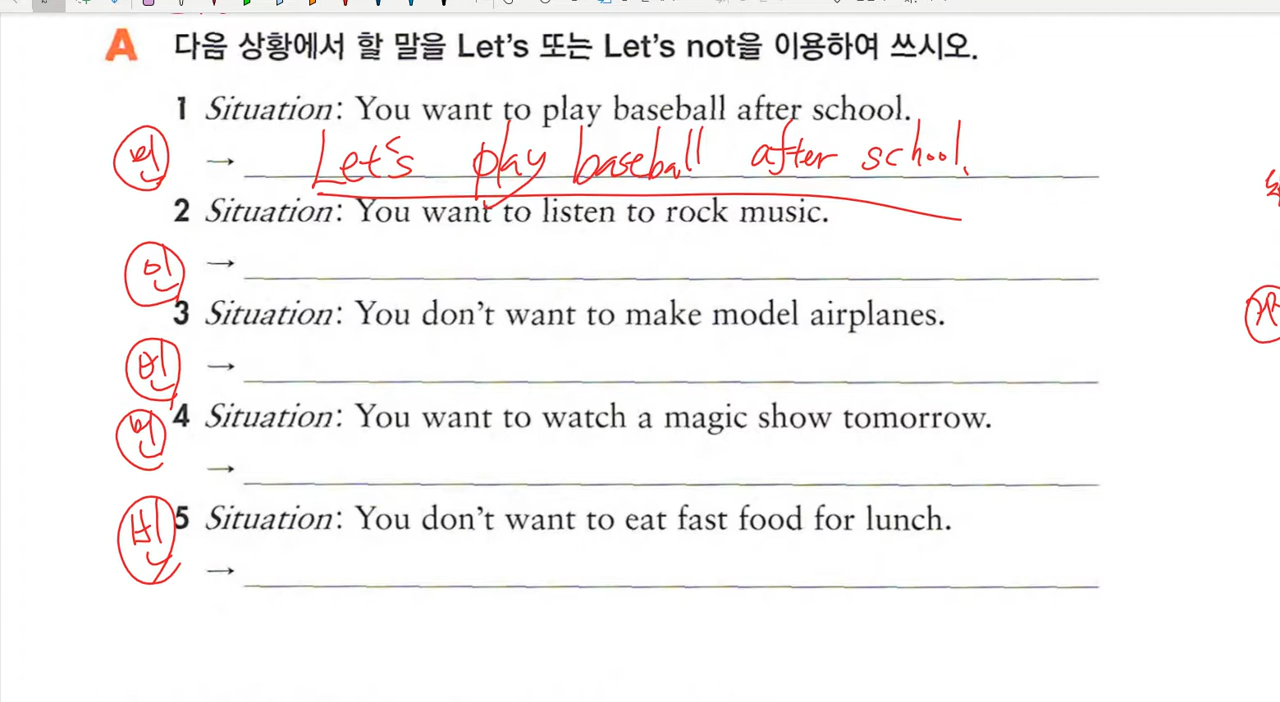 A 다음 상황에서 할 말을 Let's 또는 Let's not을 이용하여 쓰시오.
1 Situation: You want to play baseball after school.
→ Let's play baseball after school.
2 Situation: You want to listen to rock music.
인 →
3 Situation: You don't want to make model airplanes.
→
4 Situation: You want to watch a magic show tomorrow.
→
5 Situation: You don't want to eat fast food for lunch.
빈 →